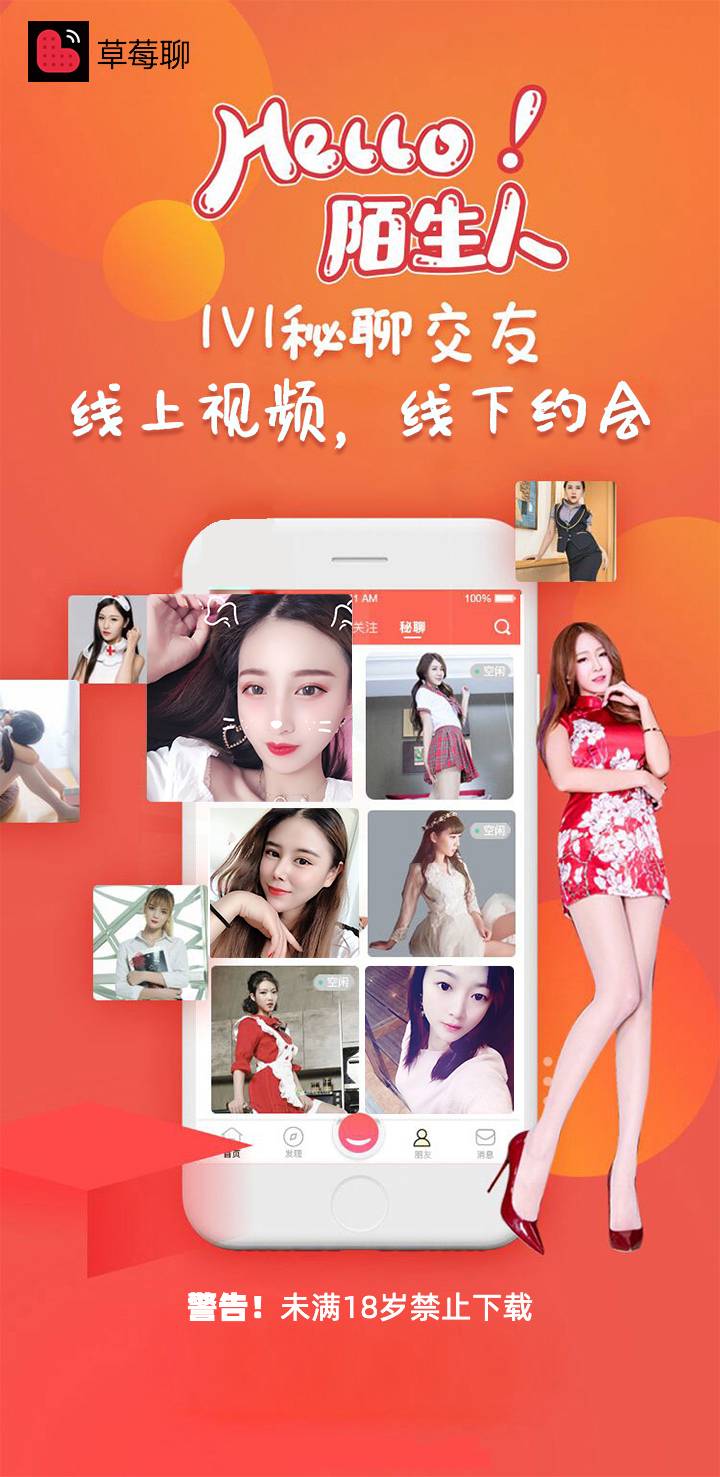 草莓聊
Hello!
陌生人
1V1秘聊交友
线上视频，线下约会
1 AM 100%
关注 秘聊
空闲
空闲
空闲
首页 发现 朋友 消息
警告！未满18岁禁止下载